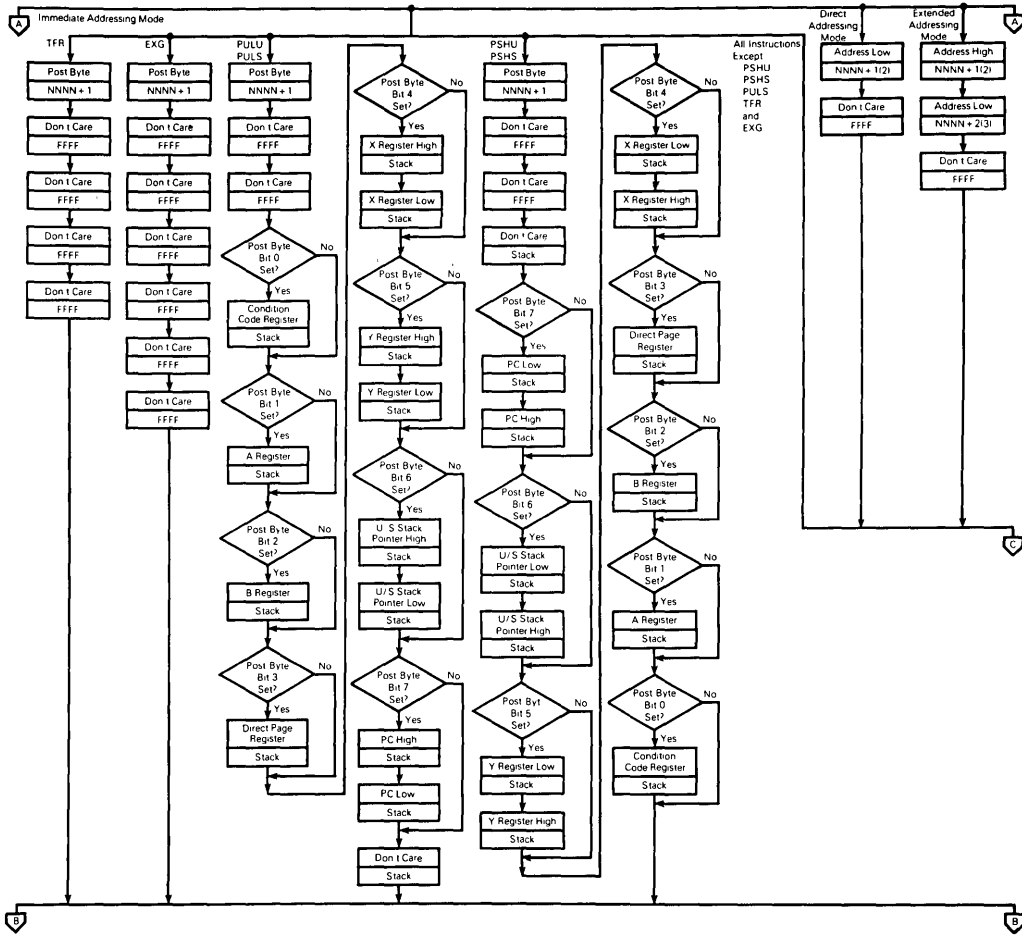 A
Immediate Addressing Mode
A
TFR
Post Byte
NNNN + 1
Don t Care
FFFF
Don t Care
FFFF
Don t Care
FFFF
Don t Care
FFFF
EXG
Post Byte
NNNN + 1
Don t Care
FFFF
Don t Care
FFFF
Don t Care
FFFF
Don t Care
FFFF
Don t Care
FFFF
Don t Care
FFFF
PULU
PULS
Post Byte
NNNN + 1
Don t Care
FFFF
Don t Care
FFFF
Post Byte
Bit 0
Set?
No
Yes
Condition
Code Register
Stack
Post Byte
Bit 1
Set?
No
Yes
A Register
Stack
Post Byte
Bit 2
Set?
No
Yes
B Register
Stack
Post Byte
Bit 3
Set?
No
Yes
Direct Page
Register
Stack
Post Byte
Bit 4
Set?
No
Yes
X Register High
Stack
X Register Low
Stack
Post Byte
Bit 5
Set?
No
Yes
Y Register High
Stack
Y Register Low
Stack
Post Byte
Bit 6
Set?
No
Yes
U S Stack
Pointer High
Stack
U/S Stack
Pointer Low
Stack
Post Byte
Bit 7
Set?
No
Yes
PC High
Stack
PC Low
Stack
Don t Care
Stack
PSHU
PSHS
Post Byte
NNNN + 1
Don t Care
FFFF
Don t Care
FFFF
Don t Care
Stack
Post Byte
Bit 7
Set?
No
Yes
PC Low
Stack
PC High
Stack
Post Byte
Bit 6
Set?
No
Yes
U/S Stack
Pointer Low
Stack
U/S Stack
Pointer High
Stack
Post Byt
Bit 5
Set?
No
Yes
Y Register Low
Stack
Y Register High
Stack
Post Byte
Bit 4
Set?
No
Yes
X Register Low
Stack
X Register High
Stack
Post Byte
Bit 3
Set?
No
Yes
Direct Page
Register
Stack
Post Byte
Bit 2
Set?
No
Yes
B Register
Stack
Post Byte
Bit 1
Set?
No
Yes
A Register
Stack
Post Byte
Bit 0
Set?
No
Yes
Condition
Code Register
Stack
All Instructions
Except
PSHU
PSHS
PULS
TFR
and
EXG
Direct
Addressing
Mode
Address Low
NNNN + 1(2)
Don t Care
FFFF
Extended
Addressing
Mode
Address High
NNNN + 1(2)
Address Low
NNNN + 2(3)
Don t Care
FFFF
C
B
B